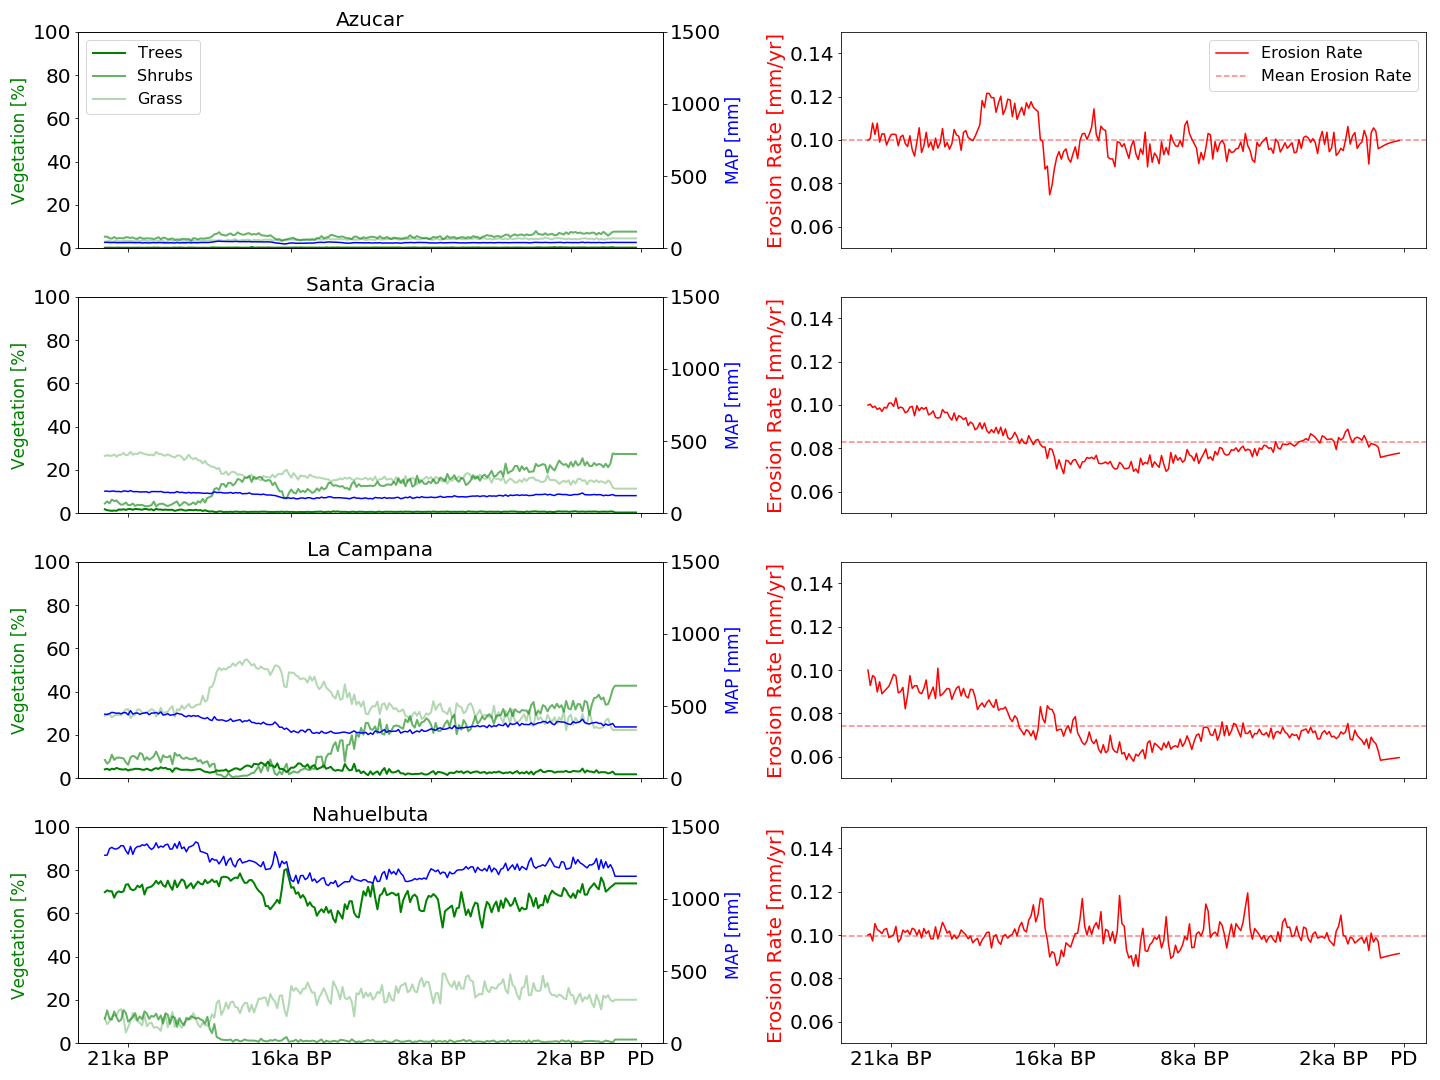 Azucar
100
80
60
40
20
0
Vegetation [%]
Trees
Shrubs
Grass
1500
1000
500
0
MAP [mm]
0.14
0.12
0.10
0.08
0.06
Erosion Rate [mm/yr]
Erosion Rate
Mean Erosion Rate
Santa Gracia
100
80
60
40
20
0
Vegetation [%]
1500
1000
500
0
MAP [mm]
0.14
0.12
0.10
0.08
0.06
Erosion Rate [mm/yr]
La Campana
100
80
60
40
20
0
Vegetation [%]
1500
1000
500
0
MAP [mm]
0.14
0.12
0.10
0.08
0.06
Erosion Rate [mm/yr]
Nahuelbuta
100
80
60
40
20
0
Vegetation [%]
1500
1000
500
0
MAP [mm]
0.14
0.12
0.10
0.08
0.06
Erosion Rate [mm/yr]
21ka BP 16ka BP 8ka BP 2ka BP PD
21ka BP 16ka BP 8ka BP 2ka BP PD